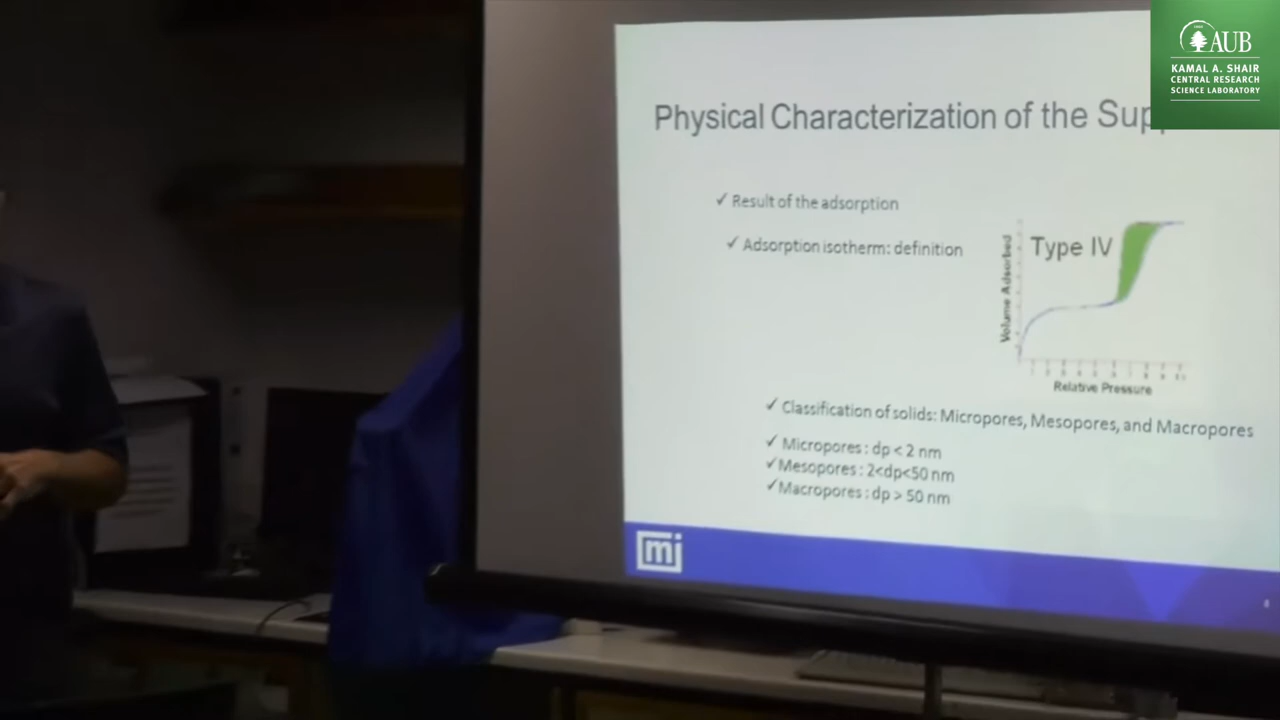 AUB
KAMAL A. SHAIR
CENTRAL RESEARCH
SCIENCE LABORATORY
Physical Characterization of the Sup
✓ Result of the adsorption
✓ Adsorption isotherm: definition
Type IV
Volume Adsorbed
Relative Pressure
✓ Classification of solids: Micropores, Mesopores, and Macropores
✓ Micropores : dp < 2 nm
✓ Mesopores : 2<dp<50 nm
✓ Macropores : dp > 50 nm
mi